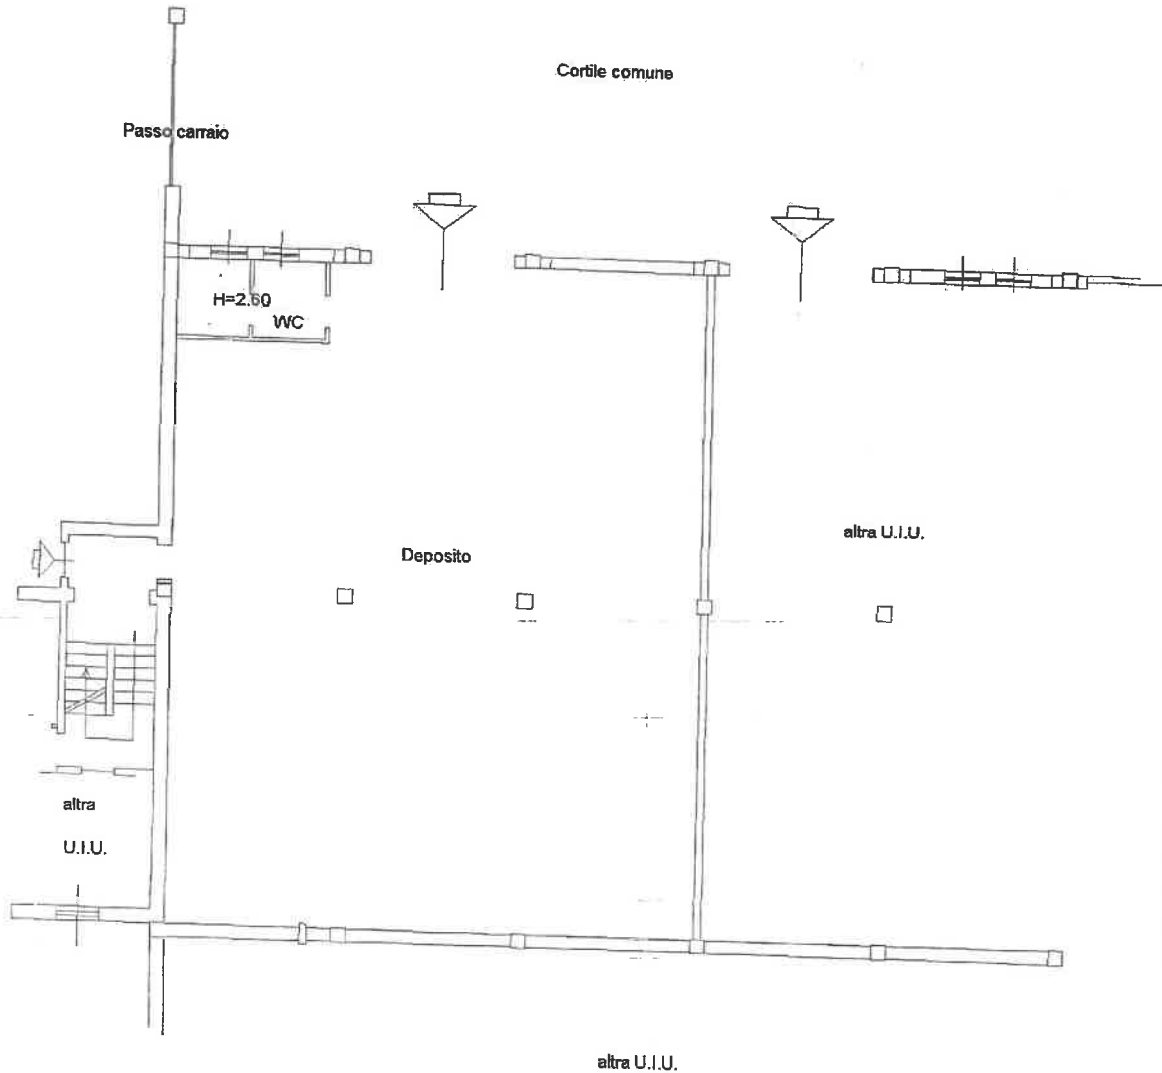 Cortile comune
Passo carraio
H=2.60
WC
altra U.I.U.
Deposito
altra
U.I.U.
altra U.I.U.